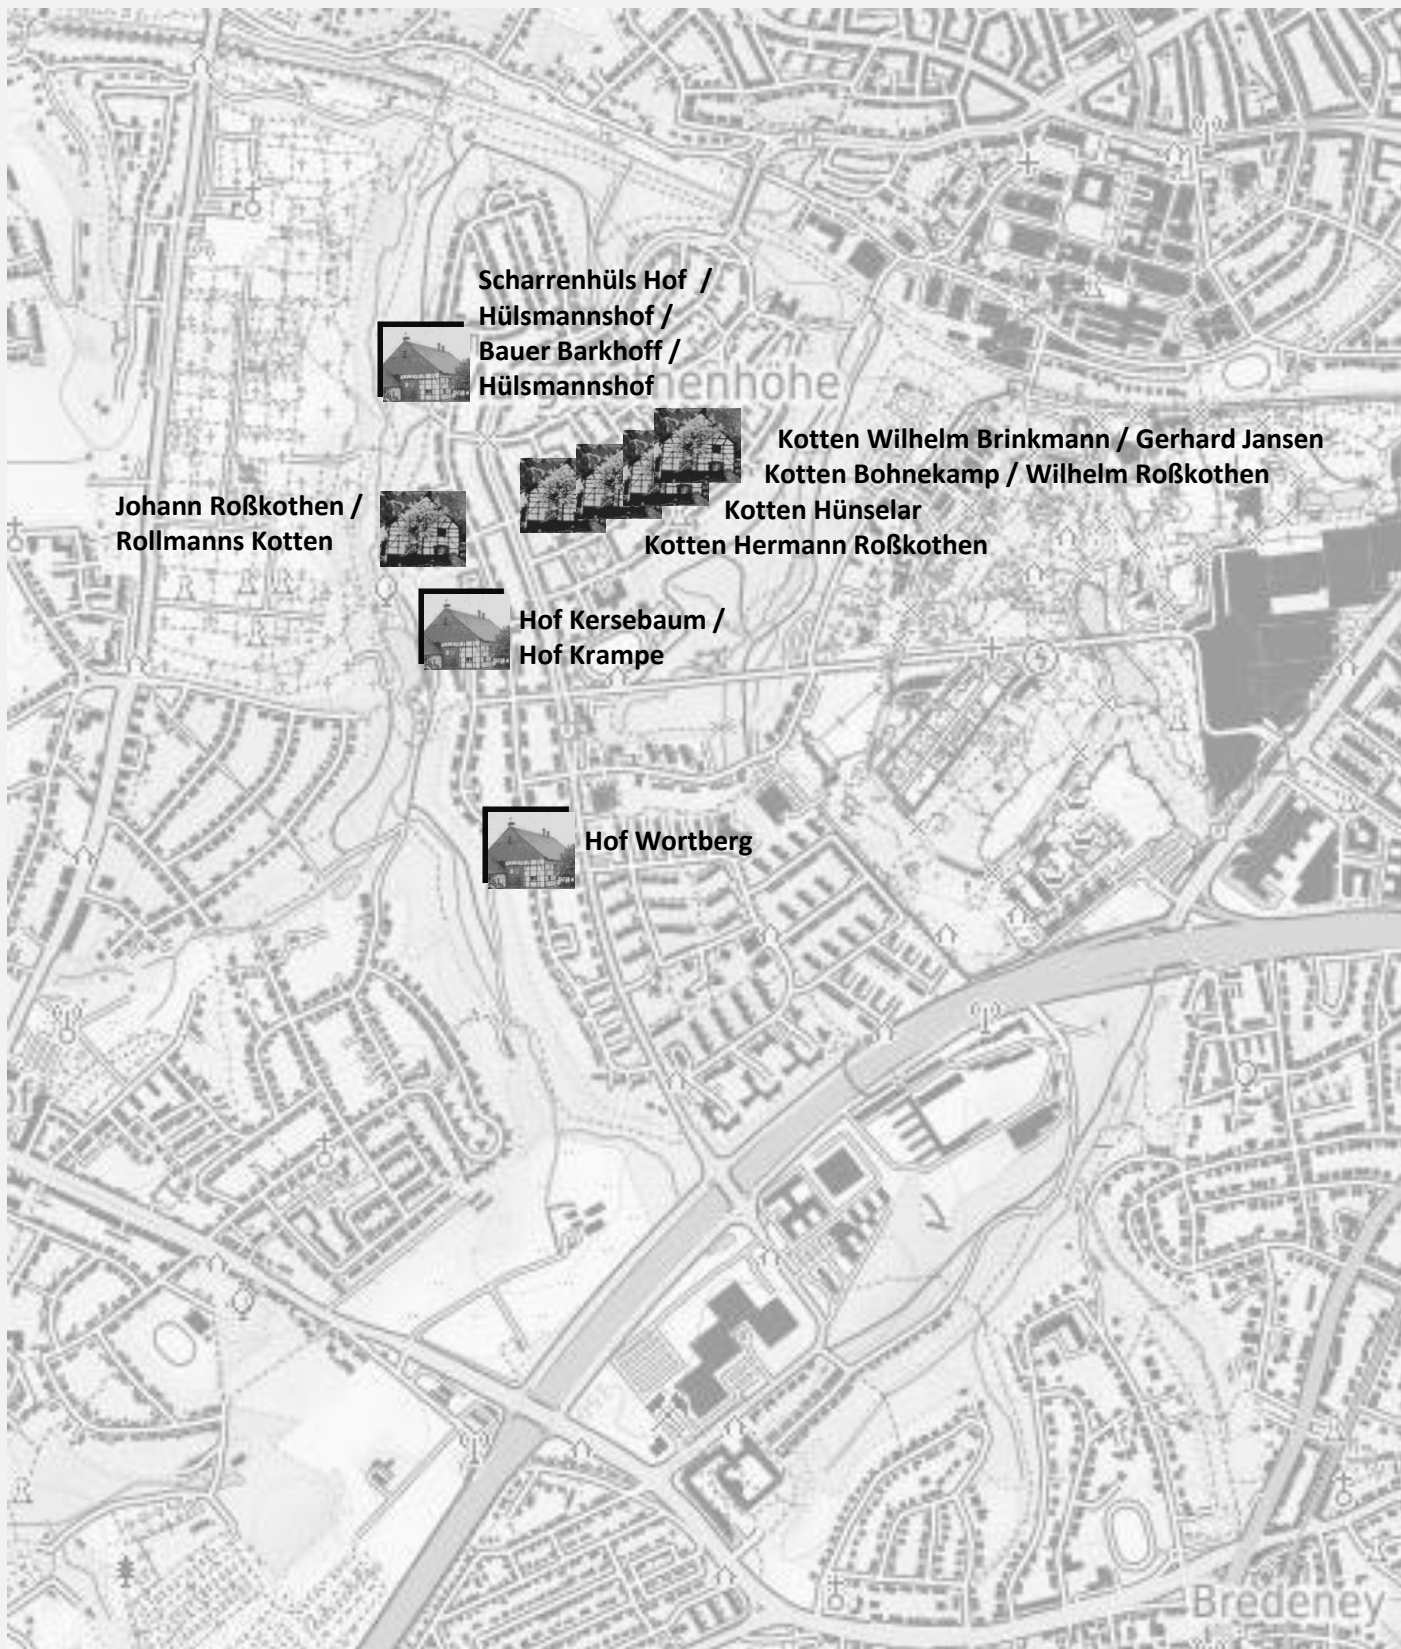 Scharrenhüls Hof /
Hülsmannshof /
Bauer Barkhoff /
Hülsmannshof
enhöhe
Kotten Wilhelm Brinkmann / Gerhard Jansen
Kotten Bohnekamp / Wilhelm Roßkothen
Kotten Hünselar
Kotten Hermann Roßkothen
Johann Roßkothen /
Rollmanns Kotten
Hof Kersebaum /
Hof Krampe
Hof Wortberg
Bredeney